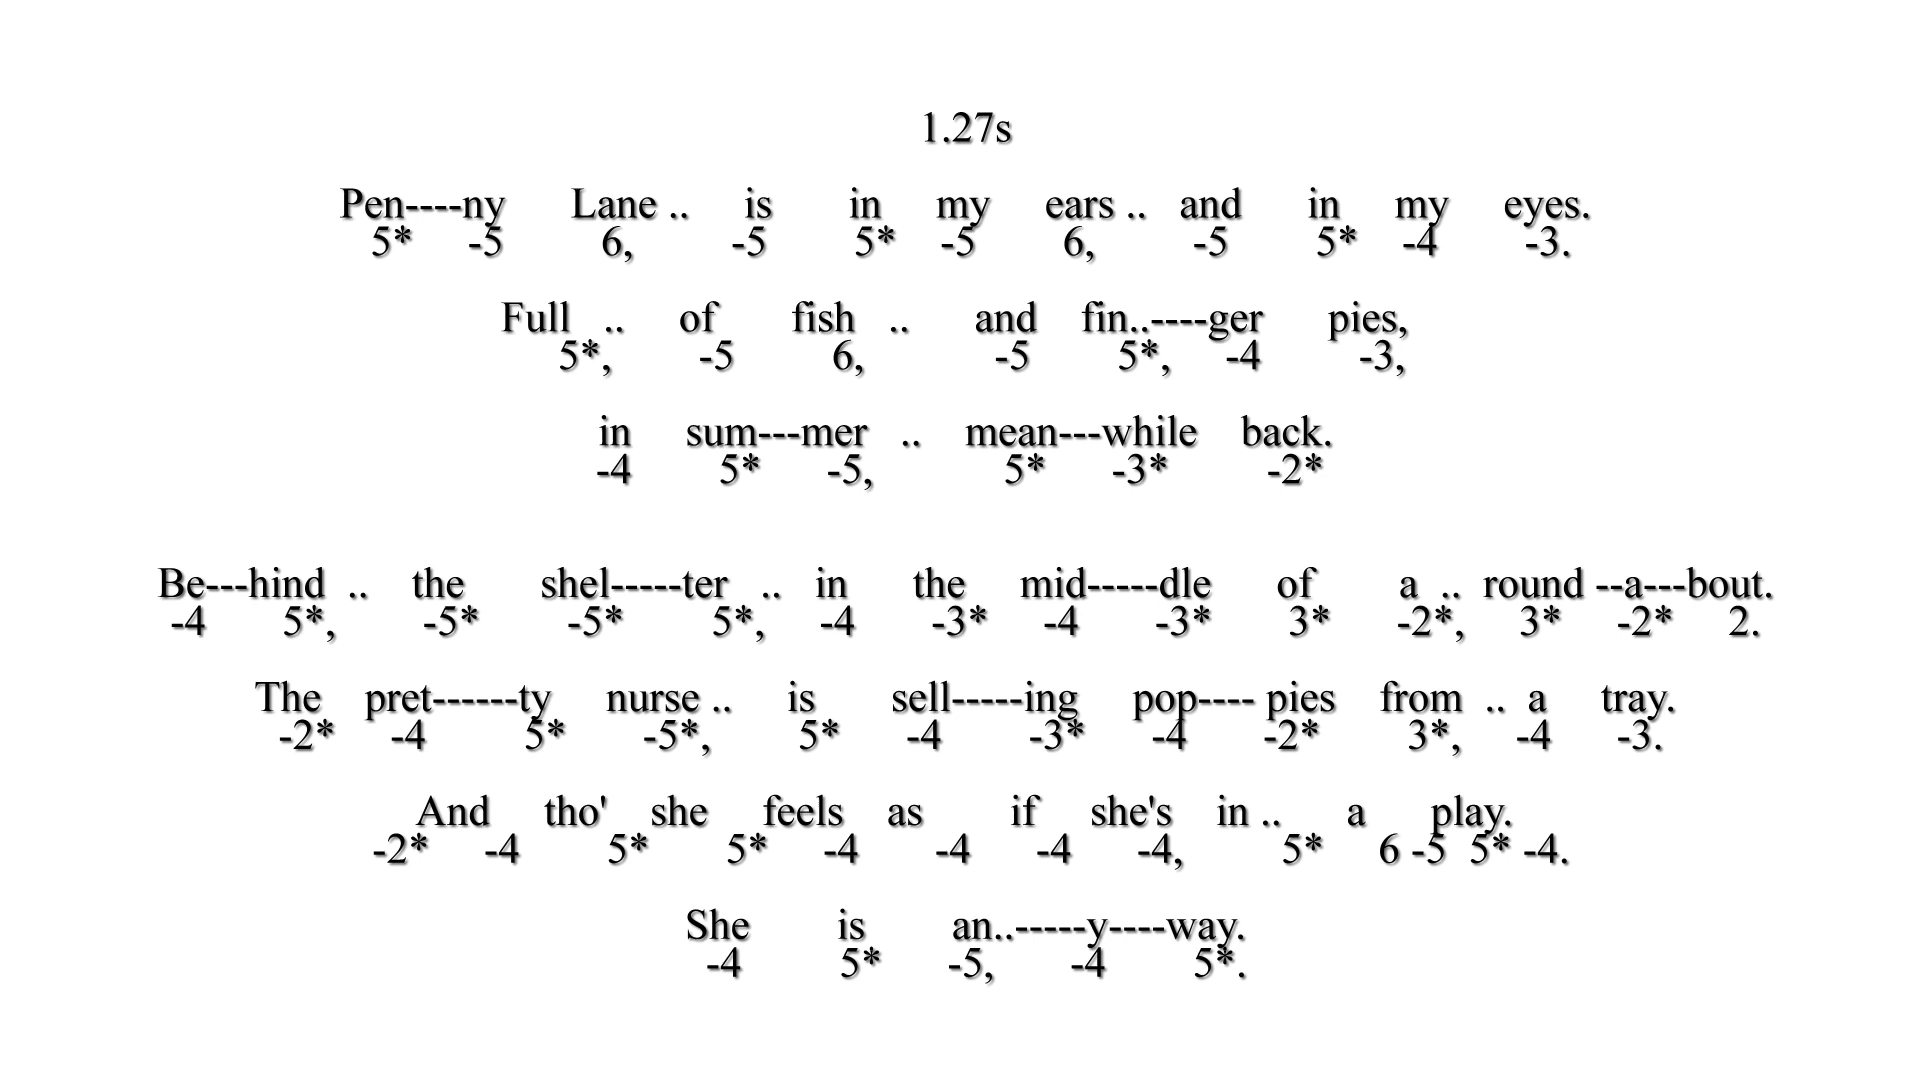 1.27s
Pen----ny Lane .. is in my ears .. and in my eyes.
5* -5 6, -5 5* -5 6, -5 5* -4 -3.
Full .. of fish .. and fin..----ger pies,
5*, -5 6, -5 5*, -4 -3,
in sum---mer .. mean---while back.
-4 5* -5, 5* -3* -2*
Be---hind .. the shel-----ter .. in the mid-----dle of a .. round --a---bout.
-4 5*, -5* -5* 5*, -4 -3* -4 -3* 3* -2*, 3* -2* 2.
The pret------ty nurse .. is sell-----ing pop---- pies from .. a tray.
-2* -4 5* -5*, 5* -4 -3* -4 -2* 3*, -4 -3.
And tho' she feels as if she's in .. a play.
-2* -4 5* 5* -4 -4 -4 -4, 5* 6 -5 5* -4.
She is an..-----y----way.
-4 5* -5, -4 5*.